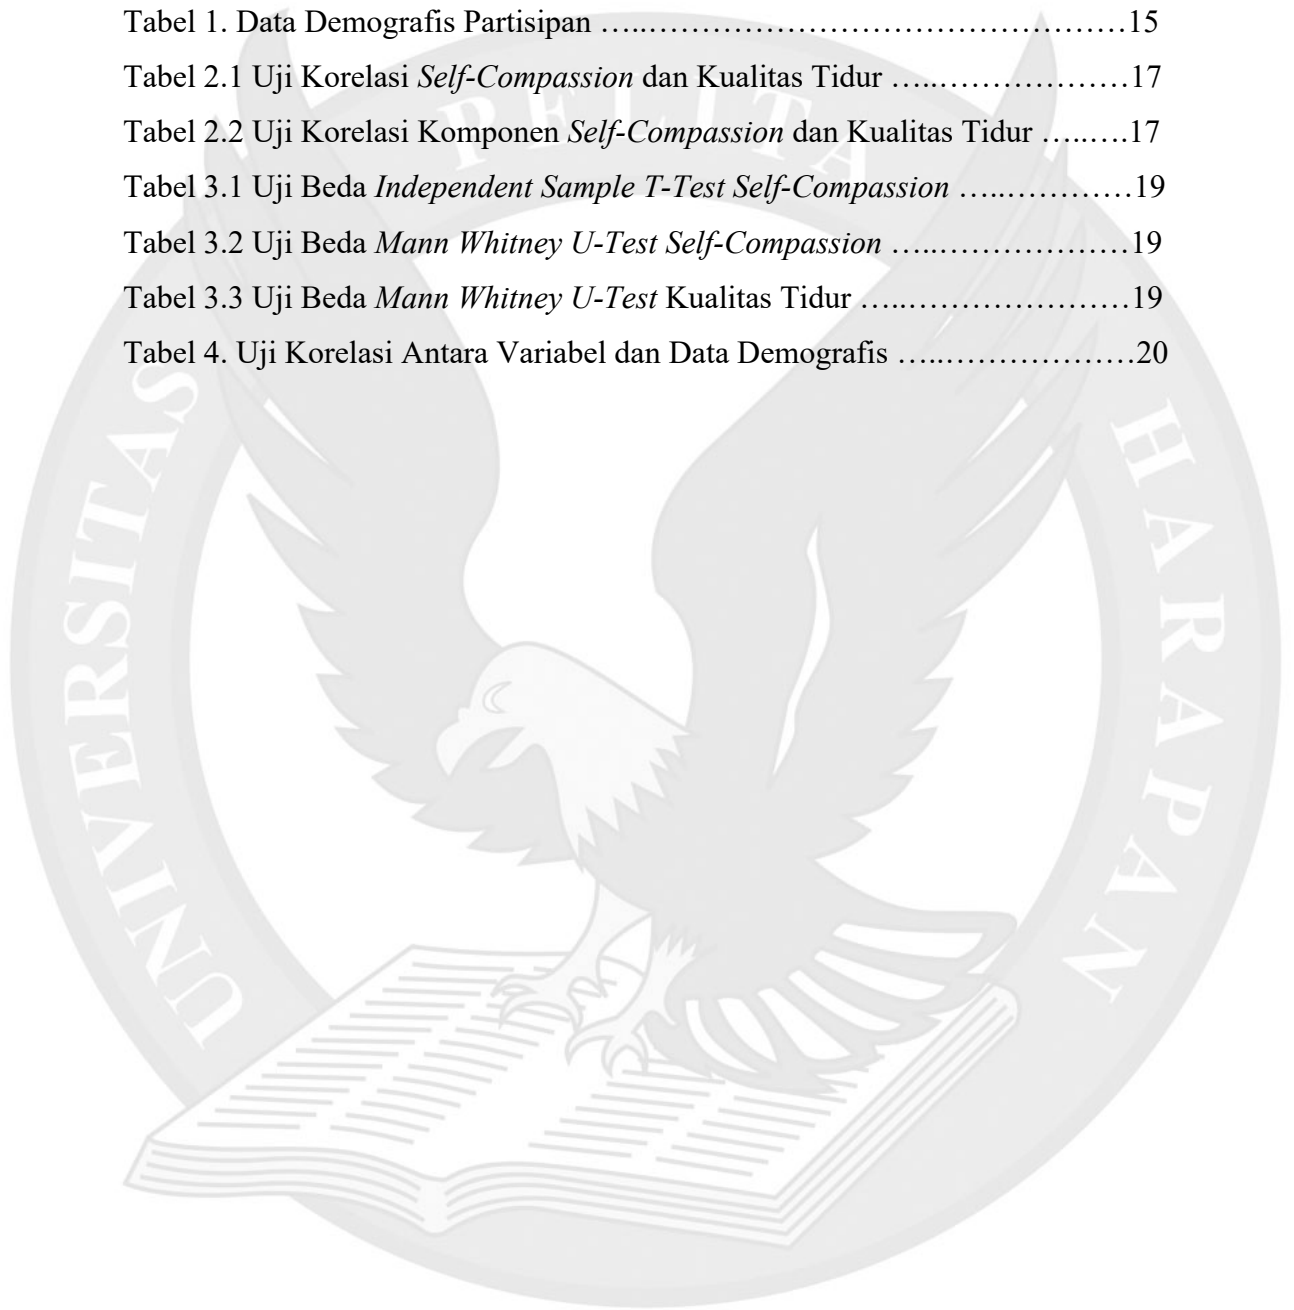 Tabel 1. Data Demografis Partisipan …..…………………………………………15
Tabel 2.1 Uji Korelasi Self-Compassion dan Kualitas Tidur …..………………17
Tabel 2.2 Uji Korelasi Komponen Self-Compassion dan Kualitas Tidur …..….17
Tabel 3.1 Uji Beda Independent Sample T-Test Self-Compassion …..…………19
Tabel 3.2 Uji Beda Mann Whitney U-Test Self-Compassion …..………………19
Tabel 3.3 Uji Beda Mann Whitney U-Test Kualitas Tidur …..…………………19
Tabel 4. Uji Korelasi Antara Variabel dan Data Demografis …..………………20
UNIVERSITAS PELITA HARAPAN